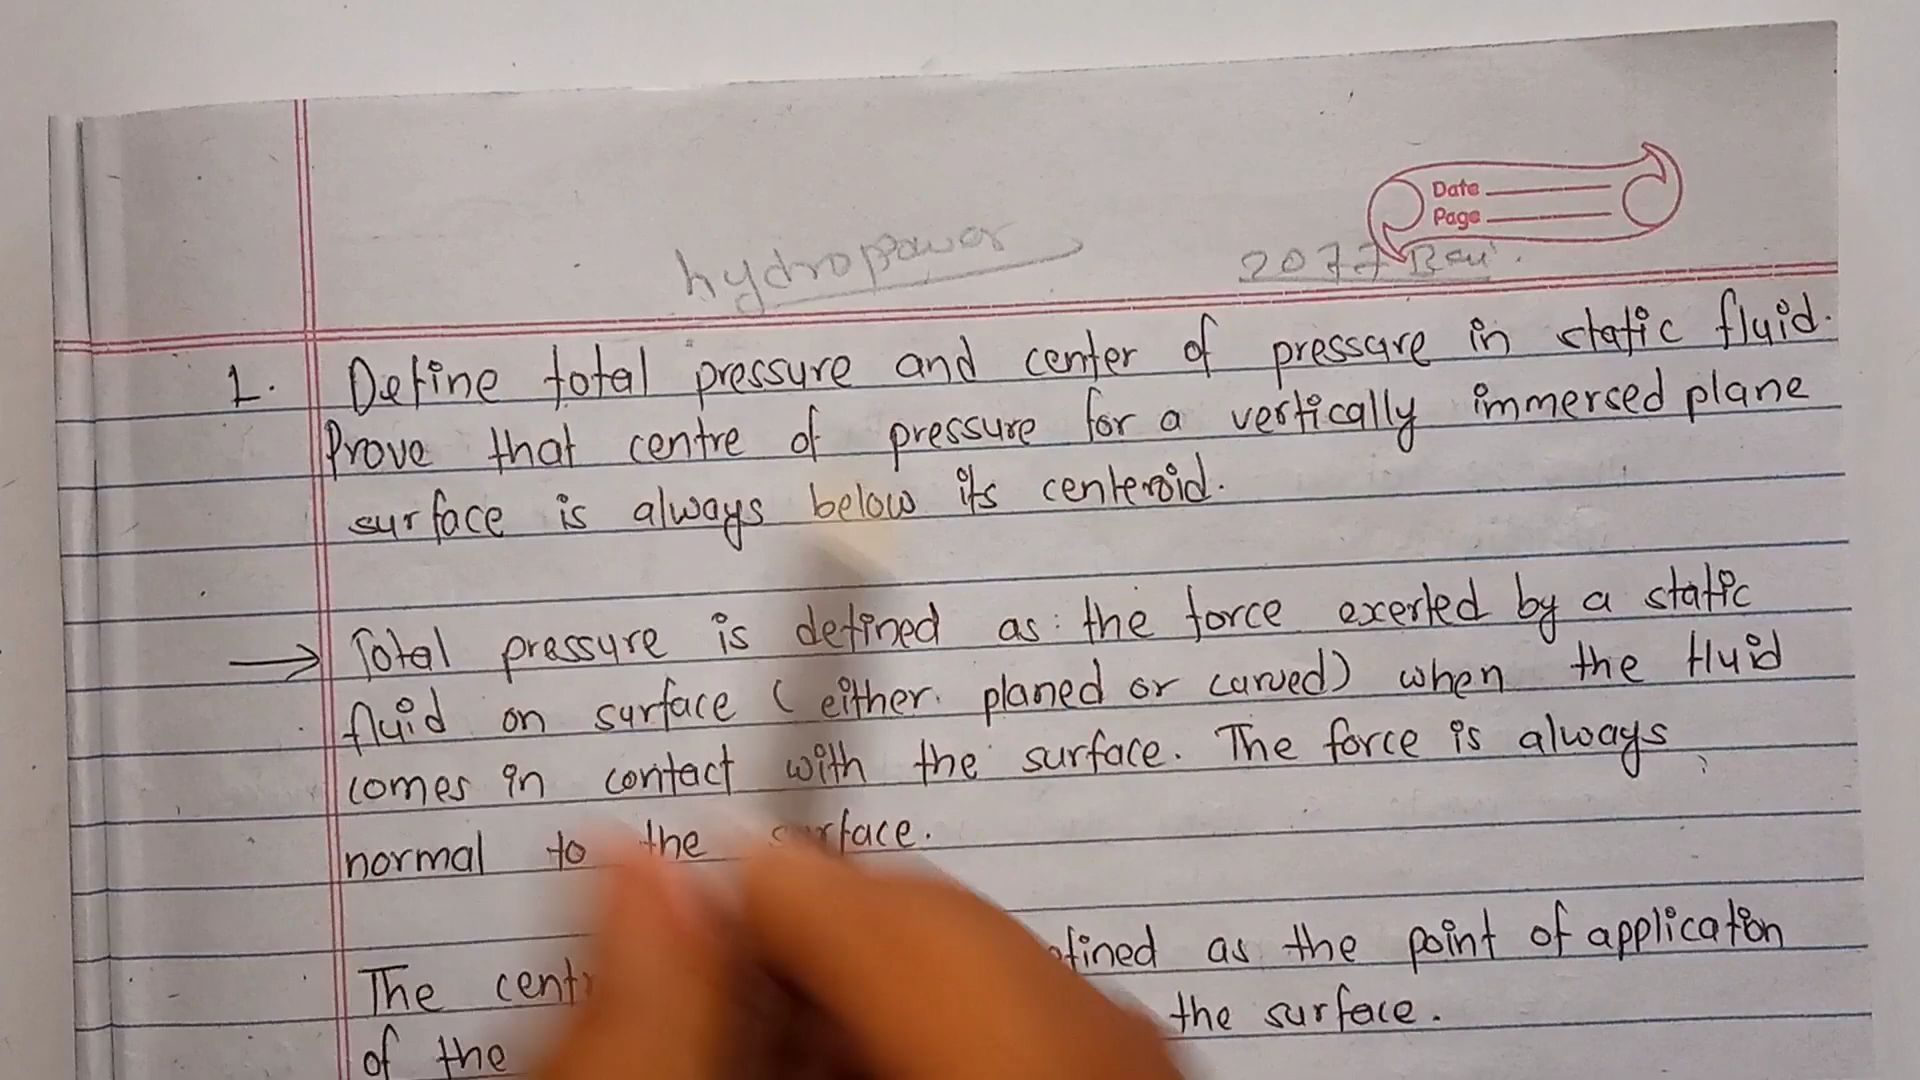 Date
Page
hydropower
2077
1. Define total pressure and center of pressure in static fluid.
Prove that centre of pressure for a vertically immersed plane
surface is always below its centeroid.
→ Total pressure is defined as the force exerted by a static
fluid on surface (either planed or curved) when the fluid
comes in contact with the surface. The force is always
normal to the surface.
The as the point of application
of the the surface.